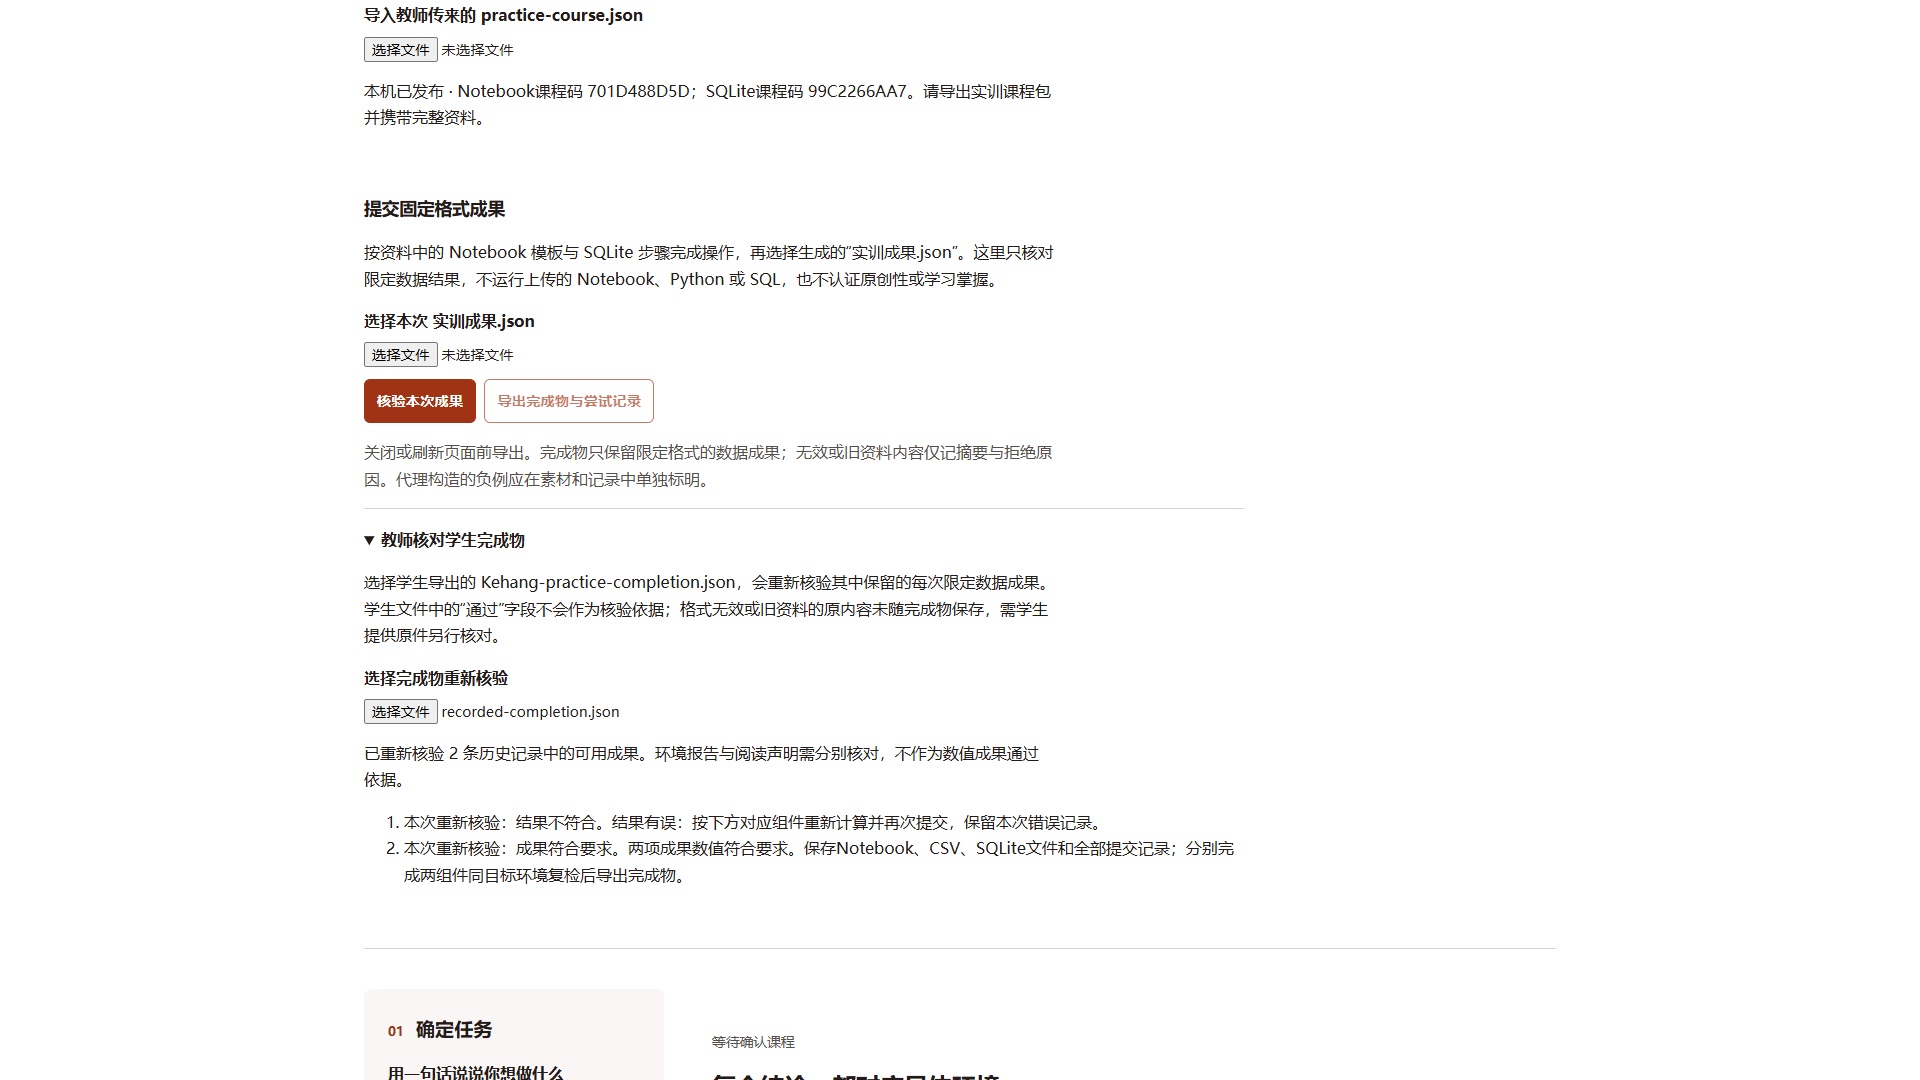 导入教师传来的 practice-course.json
选择文件 未选择文件
本机已发布 · Notebook课程码 701D488D5D；SQLite课程码 99C2266AA7。请导出实训课程包
并携带完整资料。
提交固定格式成果
按资料中的 Notebook 模板与 SQLite 步骤完成操作，再选择生成的“实训成果.json”。这里只核对
限定数据结果，不运行上传的 Notebook、Python 或 SQL，也不认证原创性或学习掌握。
选择本次 实训成果.json
选择文件 未选择文件
核验本次成果 导出完成物与尝试记录
关闭或刷新页面前导出。完成物只保留限定格式的数据成果；无效或旧资料内容仅记摘要与拒绝原
因。代理构造的负例应在素材和记录中单独标明。
▼ 教师核对学生完成物
选择学生导出的 Kehang-practice-completion.json，会重新核验其中保留的每次限定数据成果。
学生文件中的“通过”字段不会作为核验依据；格式无效或旧资料的原内容未随完成物保存，需学生
提供原件另行核对。
选择完成物重新核验
选择文件 recorded-completion.json
已重新核验 2 条历史记录中的可用成果。环境报告与阅读声明需分别核对，不作为数值成果通过
依据。
1. 本次重新核验：结果不符合。结果有误：按下方对应组件重新计算并再次提交，保留本次错误记录。
2. 本次重新核验：成果符合要求。两项成果数值符合要求。保存Notebook、CSV、SQLite文件和全部提交记录；分别完
成两组件同目标环境复检后导出完成物。
01 确定任务
等待确认课程
用一句话说说你想做什么